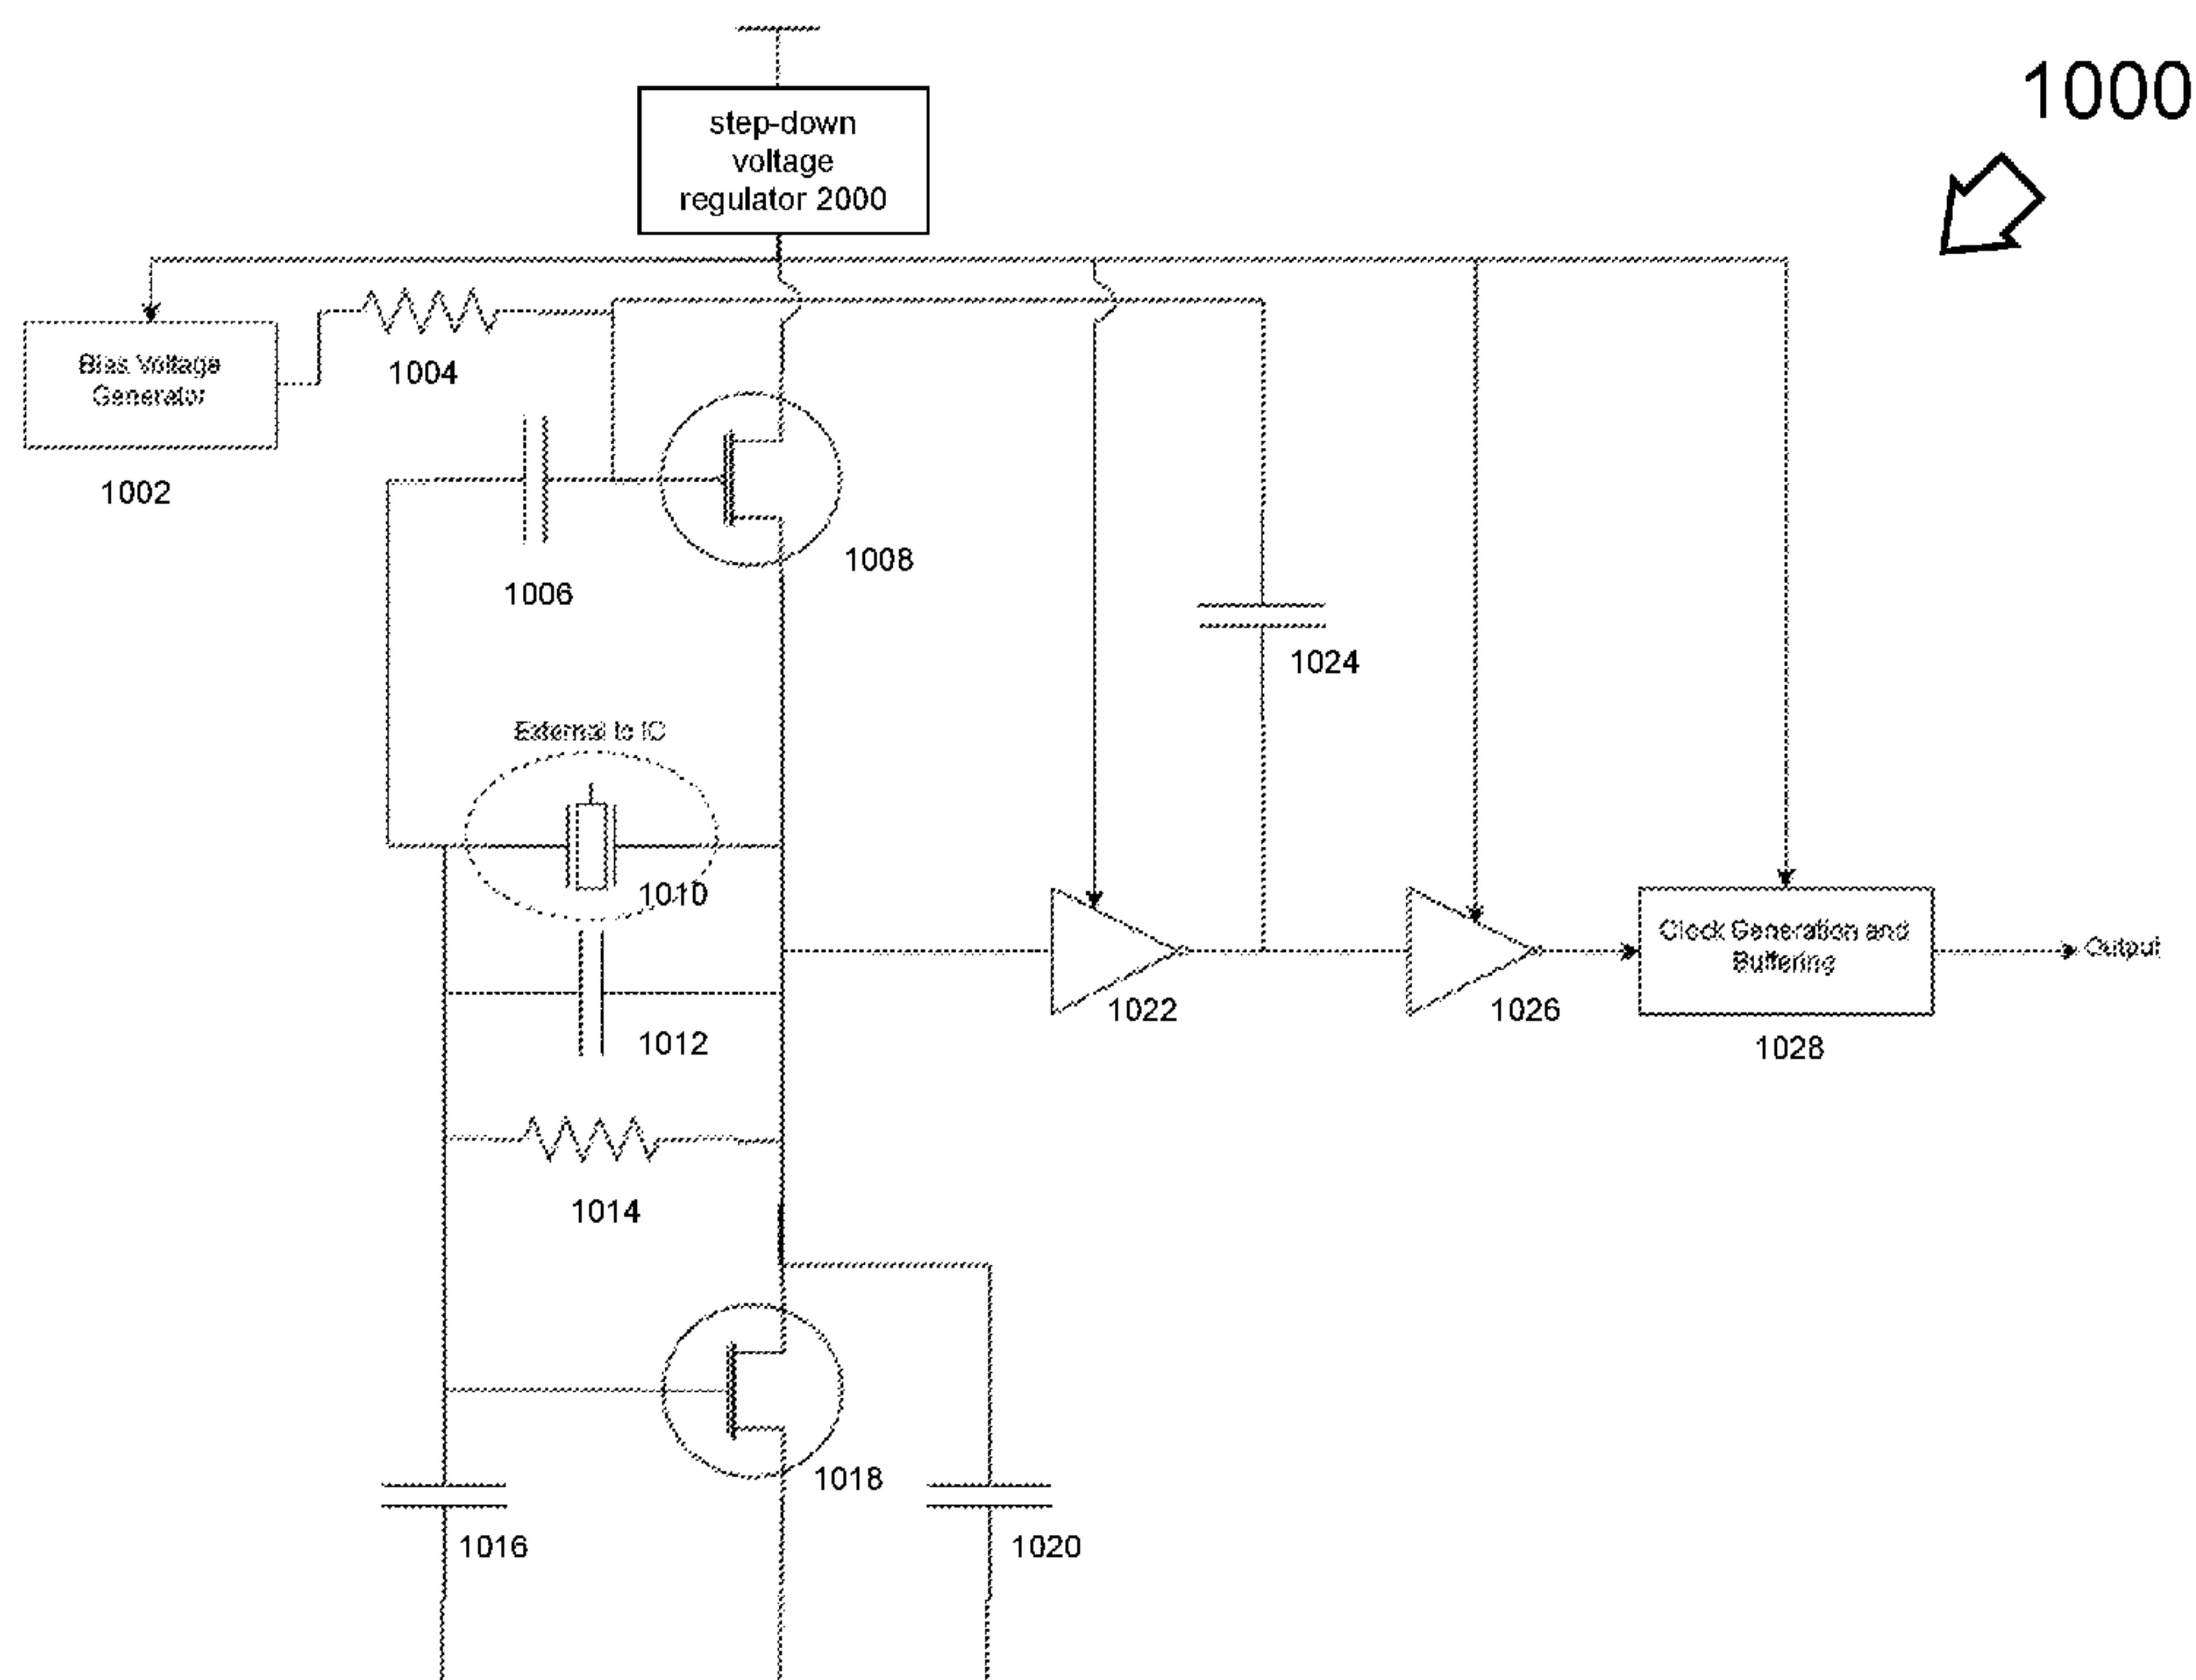 1000
step-down
voltage
regulator 2000
1004
Bias Voltage
Generator
1002
1008
1006
1024
External to IC
1010
Clock Generation and
Buffering
Output
1022
1026
1012
1028
1014
1018
1016
1020